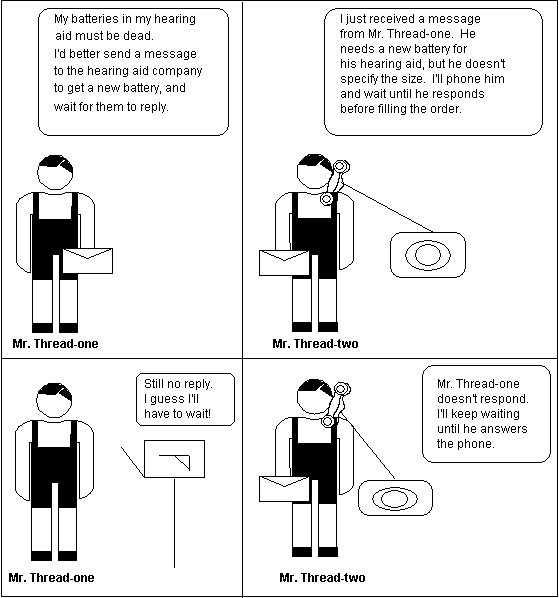 My batteries in my hearing
aid must be dead.
I'd better send a message
to the hearing aid company
to get a new battery, and
wait for them to reply.
Mr. Thread-one
I just received a message
from Mr. Thread-one.  He
needs a new battery for
his hearing aid, but he doesn't
specify the size.  I'll phone him
and wait until he responds
before filling the order.
Mr. Thread-two
Still no reply.
I guess I'll
have to wait!
Mr. Thread-one
Mr. Thread-one
doesn't respond.
I'll keep waiting
until he answers
the phone.
Mr. Thread-two